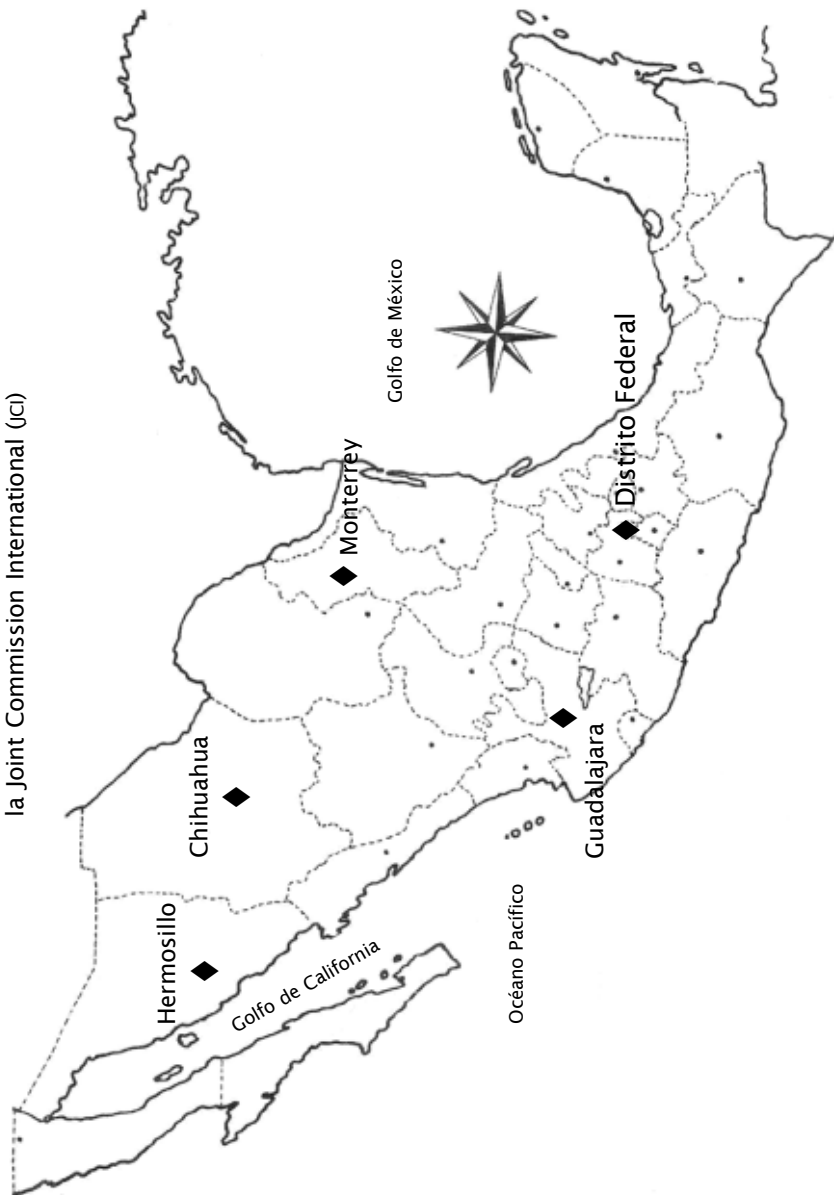 la Joint Commission International (JCI)
Hermosillo
Chihuahua
Monterrey
Golfo de México
Golfo de California
Océano Pacífico
Guadalajara
Distrito Federal